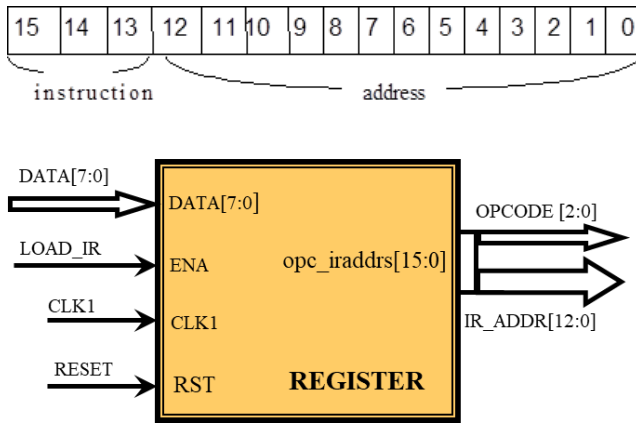 15 14 13 12 11 10 9 8 7 6 5 4 3 2 1 0
instruction address
DATA[7:0]
DATA[7:0]
OPCODE [2:0]
LOAD_IR
ENA
opc_iraddrs[15:0]
CLK1
CLK1
IR_ADDR[12:0]
RESET
RST
REGISTER